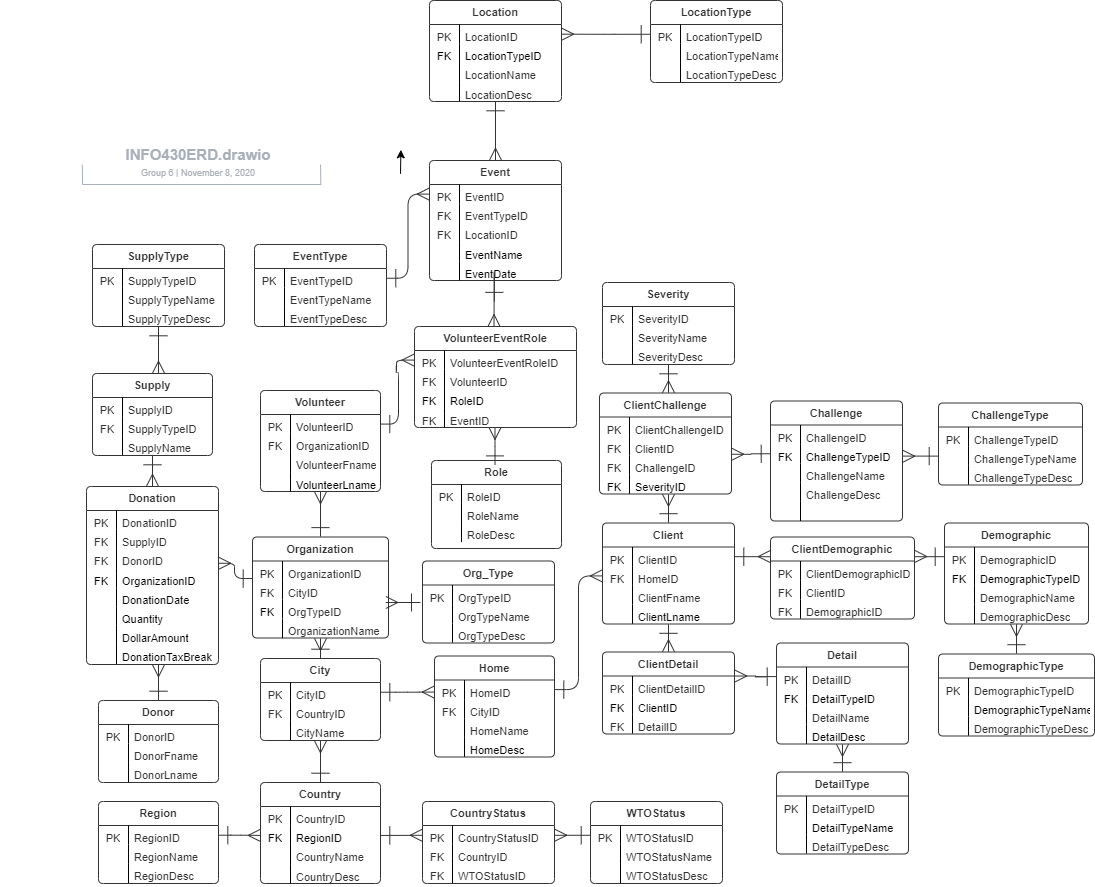 Location
PK LocationID
FK LocationTypeID
LocationName
LocationDesc
LocationType
PK LocationTypeID
LocationTypeName
LocationTypeDesc
INFO430ERD.drawio
Group 6 | November 8, 2020
Event
PK EventID
FK EventTypeID
FK LocationID
EventName
EventDate
SupplyType
PK SupplyTypeID
SupplyTypeName
SupplyTypeDesc
EventType
PK EventTypeID
EventTypeName
EventTypeDesc
Severity
PK SeverityID
SeverityName
SeverityDesc
VolunteerEventRole
PK VolunteerEventRoleID
FK VolunteerID
FK RoleID
FK EventID
Supply
PK SupplyID
FK SupplyTypeID
SupplyName
Volunteer
PK VolunteerID
FK OrganizationID
VolunteerFname
VolunteerLname
ClientChallenge
PK ClientChallengeID
FK ClientID
FK ChallengeID
FK SeverityID
Challenge
PK ChallengeID
FK ChallengeTypeID
ChallengeName
ChallengeDesc
ChallengeType
PK ChallengeTypeID
ChallengeTypeName
ChallengeTypeDesc
Role
PK RoleID
RoleName
RoleDesc
Donation
PK DonationID
FK SupplyID
FK DonorID
FK OrganizationID
DonationDate
Quantity
DollarAmount
DonationTaxBreak
Organization
PK OrganizationID
FK CityID
FK OrgTypeID
OrganizationName
Org_Type
PK OrgTypeID
OrgTypeName
OrgTypeDesc
Client
PK ClientID
FK HomeID
ClientFname
ClientLname
ClientDemographic
PK ClientDemographicID
FK ClientID
FK DemographicID
Demographic
PK DemographicID
FK DemographicTypeID
DemographicName
DemographicDesc
City
PK CityID
FK CountryID
CityName
Home
PK HomeID
FK CityID
HomeName
HomeDesc
ClientDetail
PK ClientDetailID
FK ClientID
FK DetailID
Detail
PK DetailID
FK DetailTypeID
DetailName
DetailDesc
DemographicType
PK DemographicTypeID
DemographicTypeName
DemographicTypeDesc
Donor
PK DonorID
DonorFname
DonorLname
DetailType
PK DetailTypeID
DetailTypeName
DetailTypeDesc
Region
PK RegionID
RegionName
RegionDesc
Country
PK CountryID
FK RegionID
CountryName
CountryDesc
CountryStatus
PK CountryStatusID
FK CountryID
FK WTOStatusID
WTOStatus
PK WTOStatusID
WTOStatusName
WTOStatusDesc